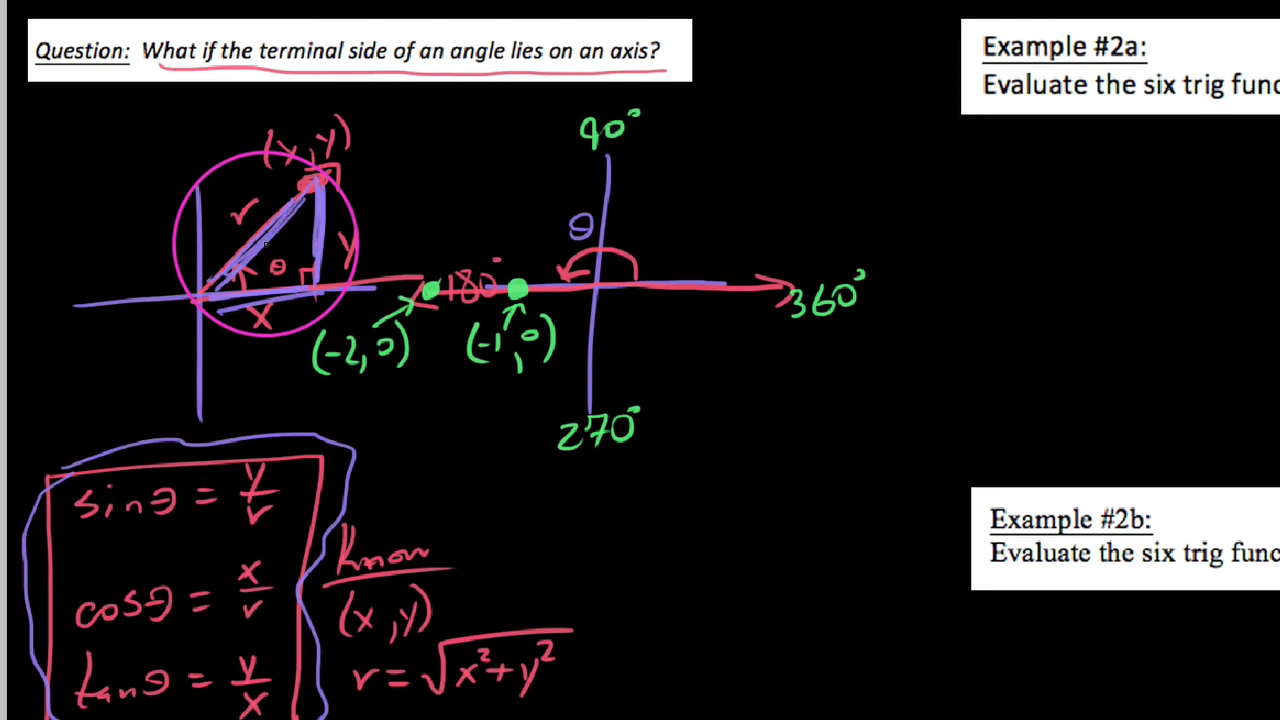 Question: What if the terminal side of an angle lies on an axis?
Example #2a:
Evaluate the six trig func
(x, y)
r
θ
y
x
90°
θ
180°
360°
(-2, 0)
(-1, 0)
270°
sin θ = y/r
cos θ = x/r
tan θ = y/x
know
(x, y)
r = √x²+y²
Example #2b:
Evaluate the six trig func